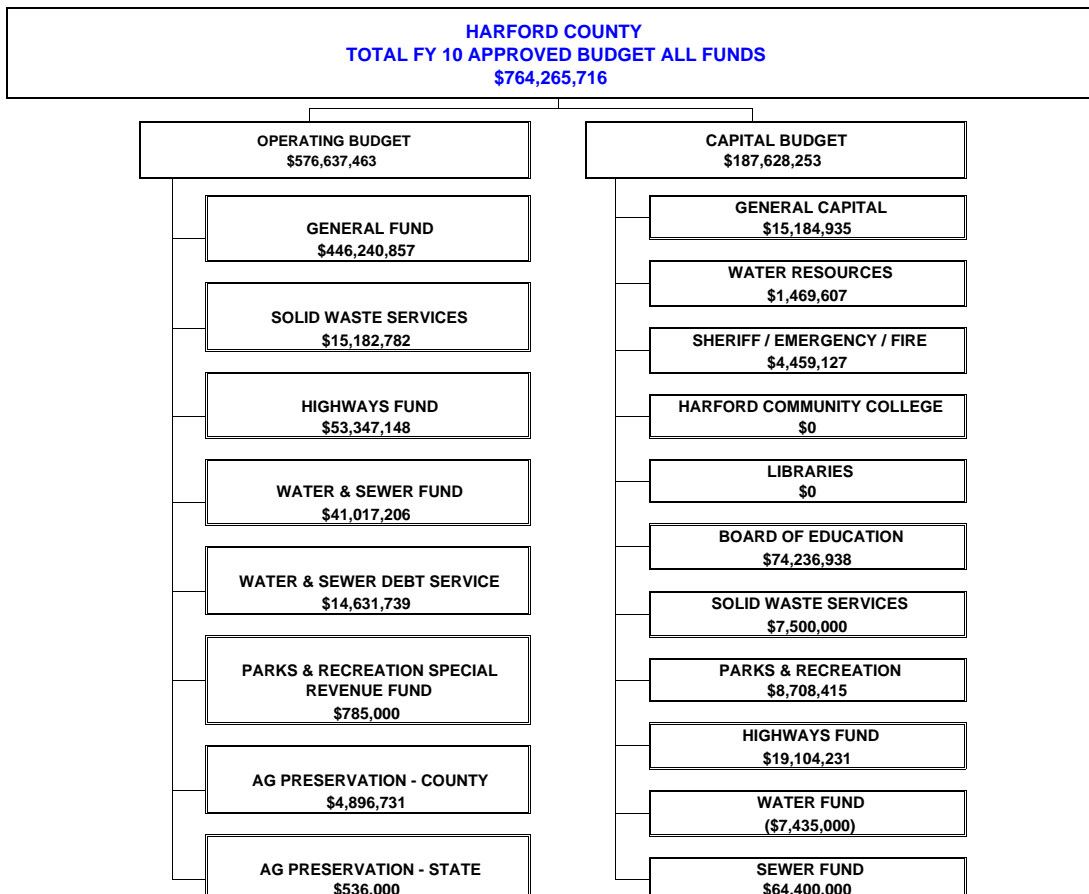 HARFORD COUNTY
TOTAL FY 10 APPROVED BUDGET ALL FUNDS
$764,265,716
OPERATING BUDGET
$576,637,463
GENERAL FUND
$446,240,857
SOLID WASTE SERVICES
$15,182,782
HIGHWAYS FUND
$53,347,148
WATER & SEWER FUND
$41,017,206
WATER & SEWER DEBT SERVICE
$14,631,739
PARKS & RECREATION SPECIAL
REVENUE FUND
$785,000
AG PRESERVATION - COUNTY
$4,896,731
AG PRESERVATION - STATE
$536,000
CAPITAL BUDGET
$187,628,253
GENERAL CAPITAL
$15,184,935
WATER RESOURCES
$1,469,607
SHERIFF / EMERGENCY / FIRE
$4,459,127
HARFORD COMMUNITY COLLEGE
$0
LIBRARIES
$0
BOARD OF EDUCATION
$74,236,938
SOLID WASTE SERVICES
$7,500,000
PARKS & RECREATION
$8,708,415
HIGHWAYS FUND
$19,104,231
WATER FUND
($7,435,000)
SEWER FUND
$64,400,000